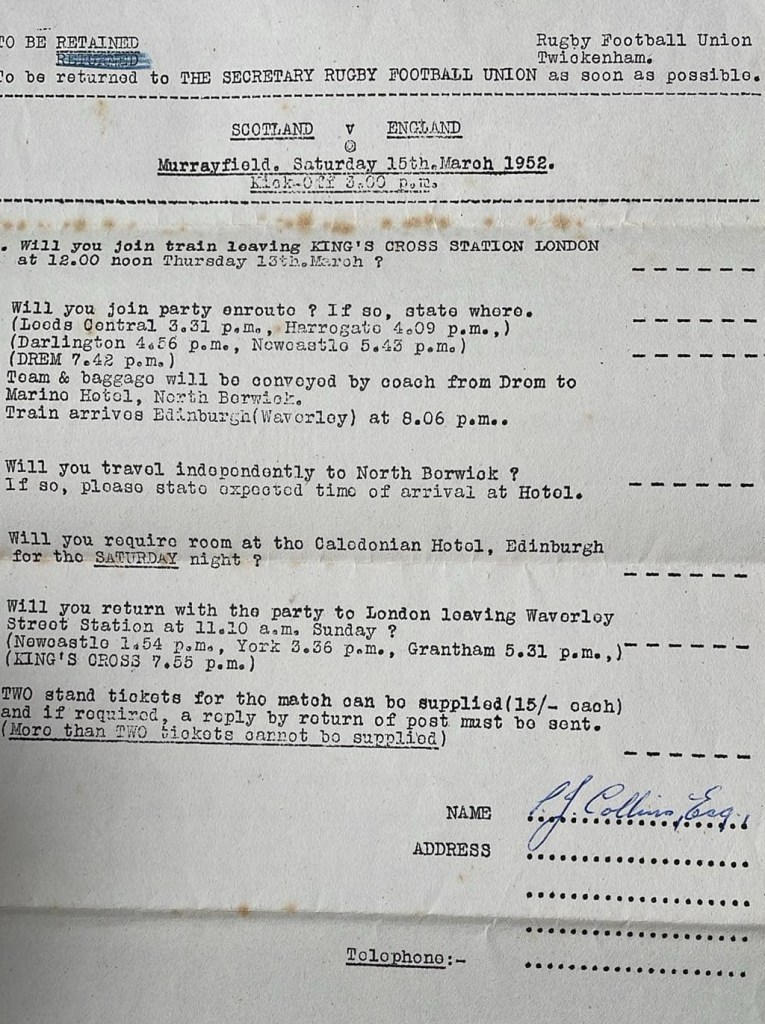 TO BE RETAINED
RETURNED
Rugby Football Union
Twickenham.
To be returned to THE SECRETARY RUGBY FOOTBALL UNION as soon as possible.
SCOTLAND v ENGLAND
@
Murrayfield. Saturday 15th.March 1952.
Kick-Off 3.00 p.m.
. Will you join train leaving KING'S CROSS STATION LONDON
at 12.00 noon Thursday 13th.March ?
Will you join party enroute ? If so, state where.
(Leeds Central 3.31 p.m., Harrogate 4.09 p.m.,)
(Darlington 4.56 p.m., Newcastle 5.43 p.m.)
(DREM 7.42 p.m.)
Team & baggage will be conveyed by coach from Drem to
Marine Hotel, North Berwick.
Train arrives Edinburgh(Waverley) at 8.06 p.m..
Will you travel independently to North Berwick ?
If so, please state expected time of arrival at Hotel.
Will you require room at the Caledonian Hotel, Edinburgh
for the SATURDAY night ?
Will you return with the party to London leaving Waverley
Street Station at 11.10 a.m. Sunday ?
(Newcastle 1.54 p.m., York 3.36 p.m., Grantham 5.31 p.m.,)
(KING'S CROSS 7.55 p.m.)
TWO stand tickets for the match can be supplied(15/- each)
and if required, a reply by return of post must be sent.
(More than TWO tickets cannot be supplied)
NAME P.J. Collins, Esq.,
ADDRESS
Telephone:-